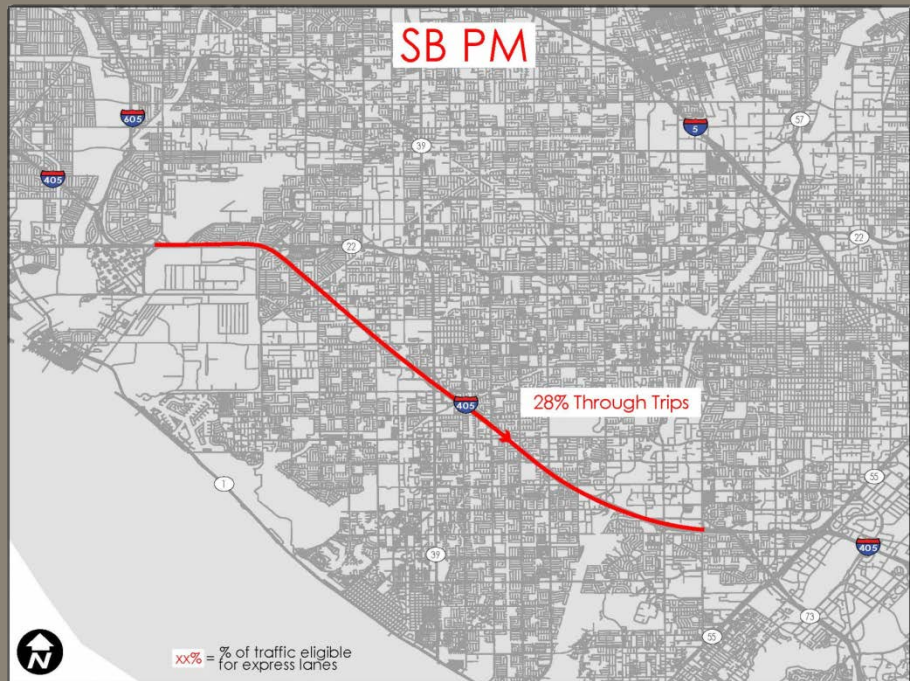 SB PM
605
405
39
5
57
22
22
405
28% Through Trips
1
39
55
405
73
55
N
xx% = % of traffic eligible
for express lanes